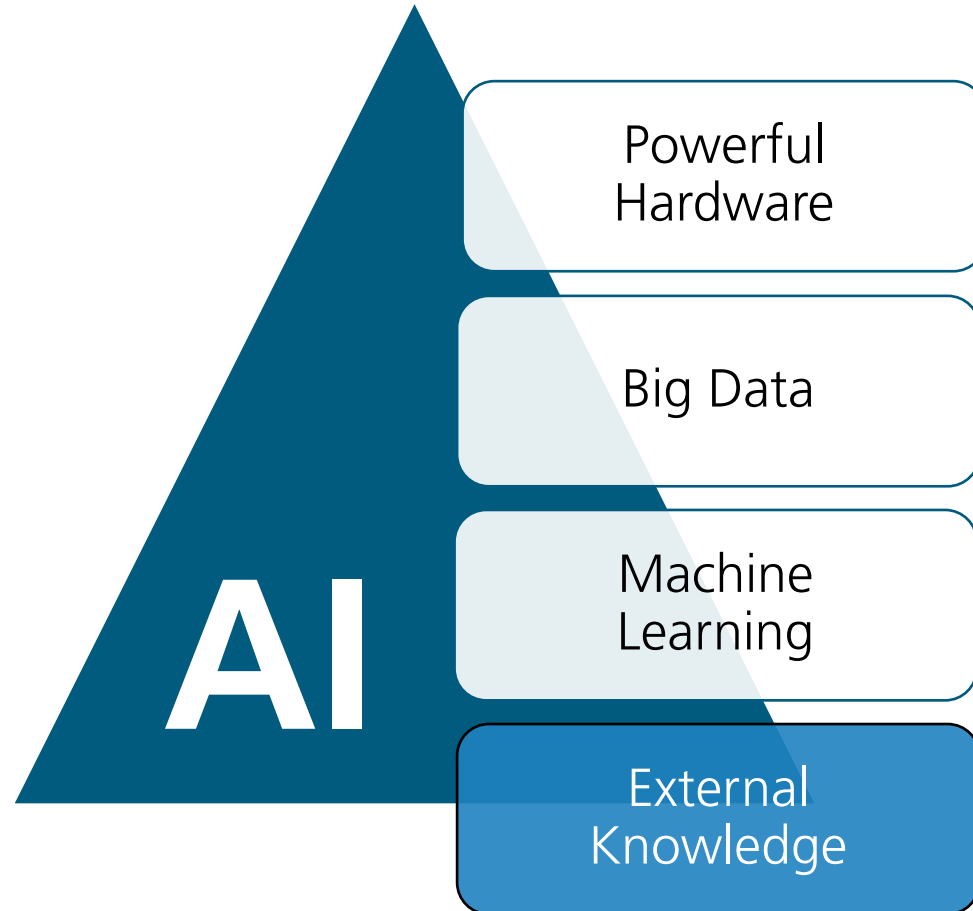 Powerful
Hardware
Big Data
Machine
Learning
AI
External
Knowledge